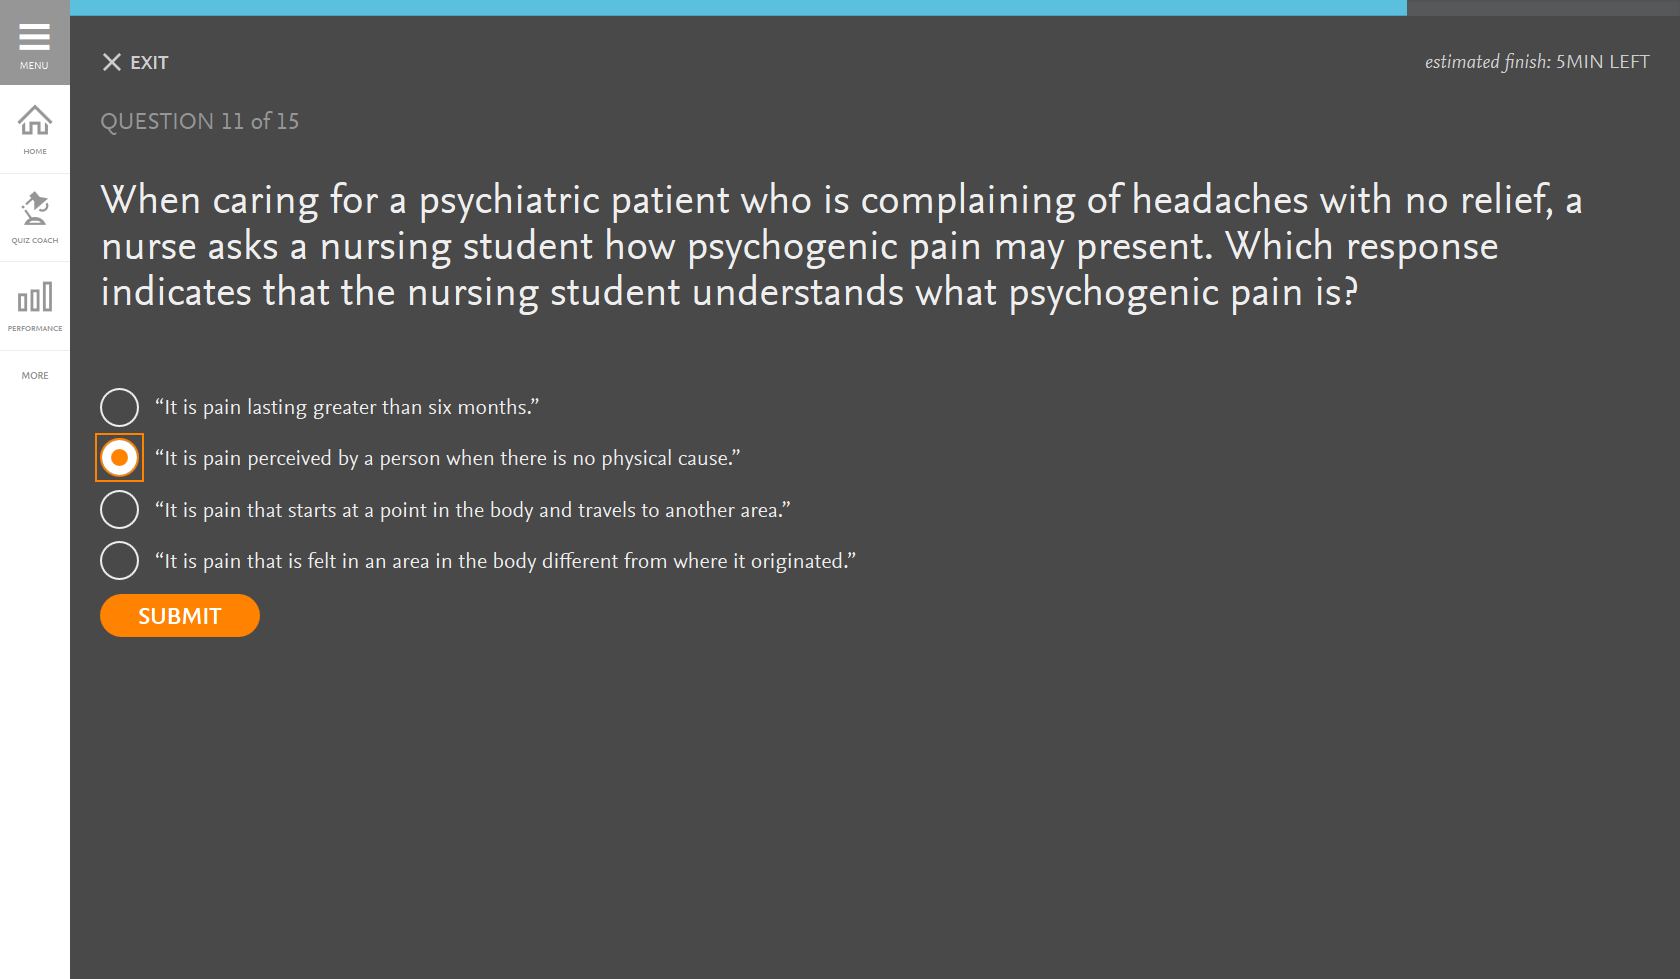 MENU
EXIT
estimated finish: 5MIN LEFT
QUESTION 11 of 15
HOME
QUIZ COACH
PERFORMANCE
MORE
When caring for a psychiatric patient who is complaining of headaches with no relief, a
nurse asks a nursing student how psychogenic pain may present. Which response
indicates that the nursing student understands what psychogenic pain is?
“It is pain lasting greater than six months.”
“It is pain perceived by a person when there is no physical cause.”
“It is pain that starts at a point in the body and travels to another area.”
“It is pain that is felt in an area in the body different from where it originated.”
SUBMIT